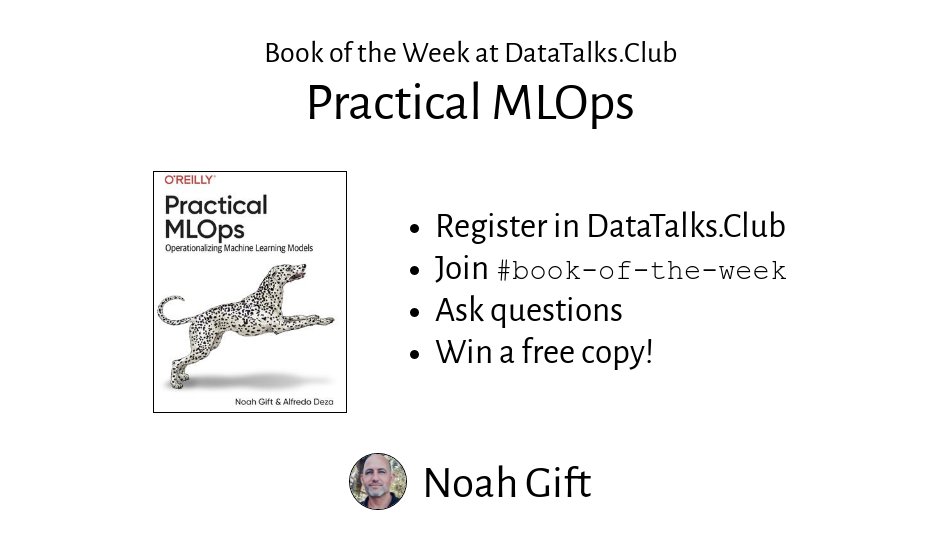 Book of the Week at DataTalks.Club
Practical MLOps
O'REILLY
Practical
MLOps
Operationalizing Machine Learning Models
Noah Gift & Alfredo Deza
• Register in DataTalks.Club
• Join #book-of-the-week
• Ask questions
• Win a free copy!
Noah Gift